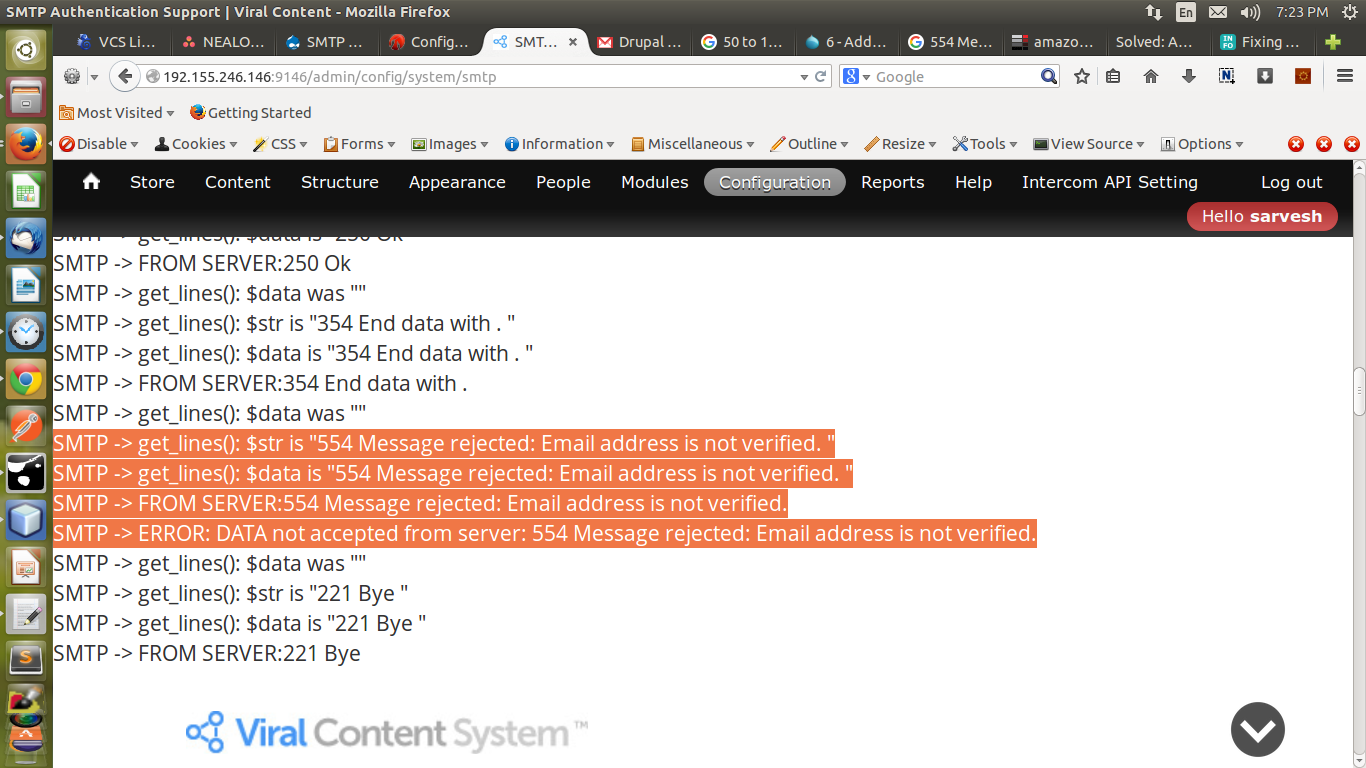 SMTP Authentication Support | Viral Content - Mozilla Firefox
En
7:23 PM
VCS Li...
NEALO...
SMTP ...
Config...
SMT...
Drupal ...
50 to 1...
6 - Add...
554 Me...
amazo...
Solved: A...
INFO
Fixing ...
192.155.246.146:9146/admin/config/system/smtp
Google
Most Visited
Getting Started
Disable
Cookies
CSS
Forms
Images
Information
Miscellaneous
Outline
Resize
Tools
View Source
Options
Store
Content
Structure
Appearance
People
Modules
Configuration
Reports
Help
Intercom API Setting
Log out
Hello sarvesh
SMTP -> get_lines(): $data is "250 Ok
SMTP -> FROM SERVER:250 Ok
SMTP -> get_lines(): $data was ""
SMTP -> get_lines(): $str is "354 End data with . "
SMTP -> get_lines(): $data is "354 End data with . "
SMTP -> FROM SERVER:354 End data with .
SMTP -> get_lines(): $data was ""
SMTP -> get_lines(): $str is "554 Message rejected: Email address is not verified. "
SMTP -> get_lines(): $data is "554 Message rejected: Email address is not verified. "
SMTP -> FROM SERVER:554 Message rejected: Email address is not verified.
SMTP -> ERROR: DATA not accepted from server: 554 Message rejected: Email address is not verified.
SMTP -> get_lines(): $data was ""
SMTP -> get_lines(): $str is "221 Bye "
SMTP -> get_lines(): $data is "221 Bye "
SMTP -> FROM SERVER:221 Bye
Viral Content System™